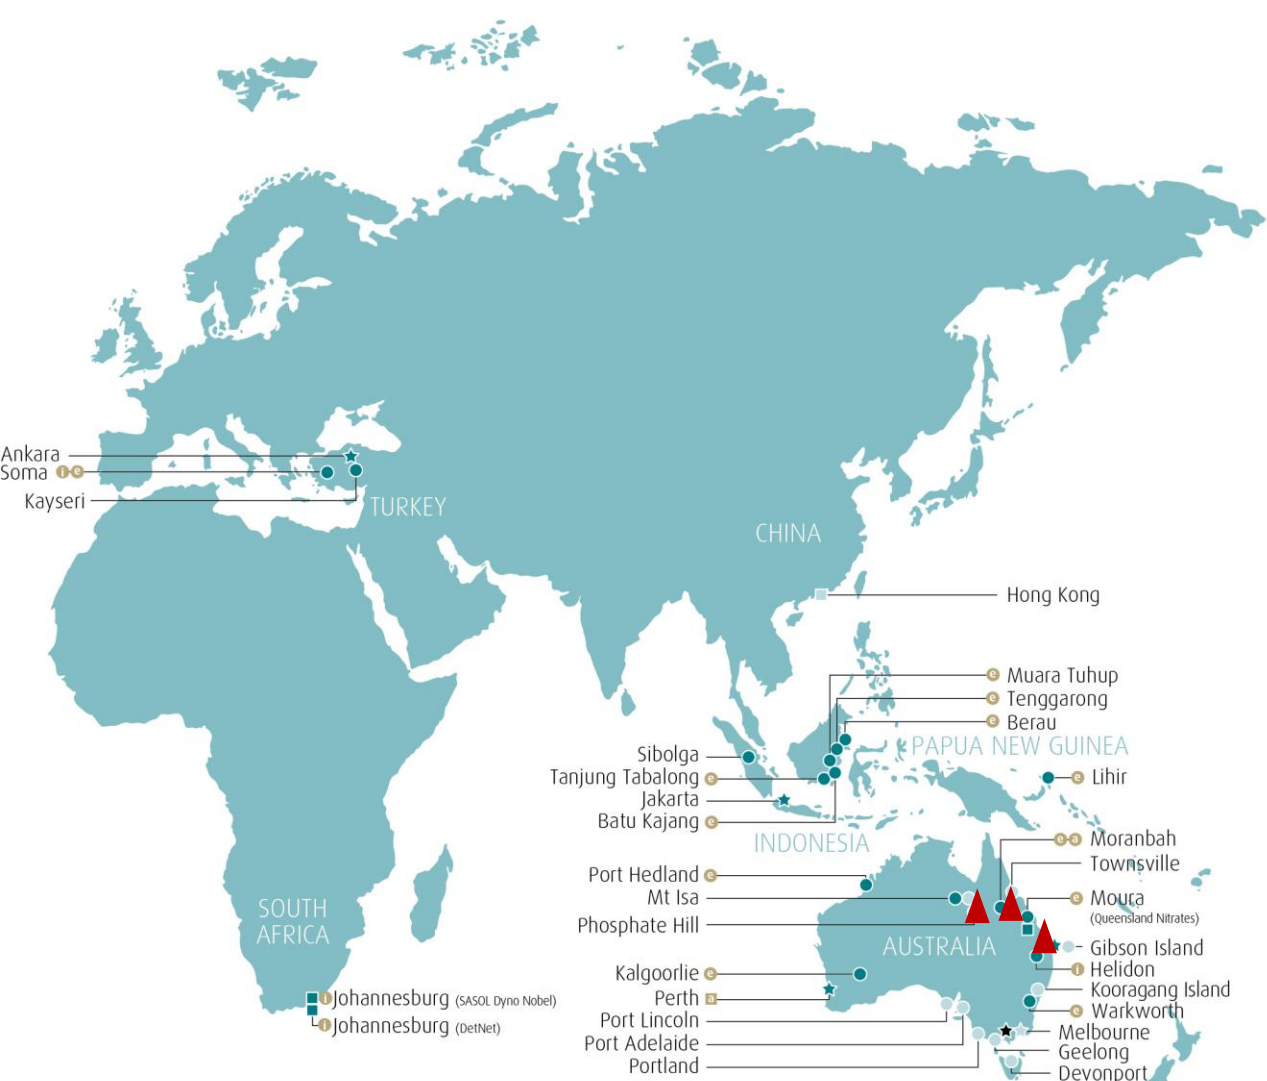 Ankara
Soma i e
Kayseri
TURKEY
CHINA
Hong Kong
e Muara Tuhup
e Tenggarong
e Berau
PAPUA NEW GUINEA
Sibolga
Tanjung Tabalong e
e Lihir
Jakarta
Batu Kajang e
INDONESIA
e a Moranbah
Townsville
Port Hedland e
Mt Isa
e Moura
(Queensland Nitrates)
Phosphate Hill
SOUTH
AFRICA
AUSTRALIA
Gibson Island
Kalgoorlie e
i Helidon
Perth a
Kooragang Island
i Johannesburg (SASOL Dyno Nobel)
e Warkworth
Port Lincoln
i Johannesburg (DetNet)
Melbourne
Port Adelaide
Geelong
Portland
Devonport